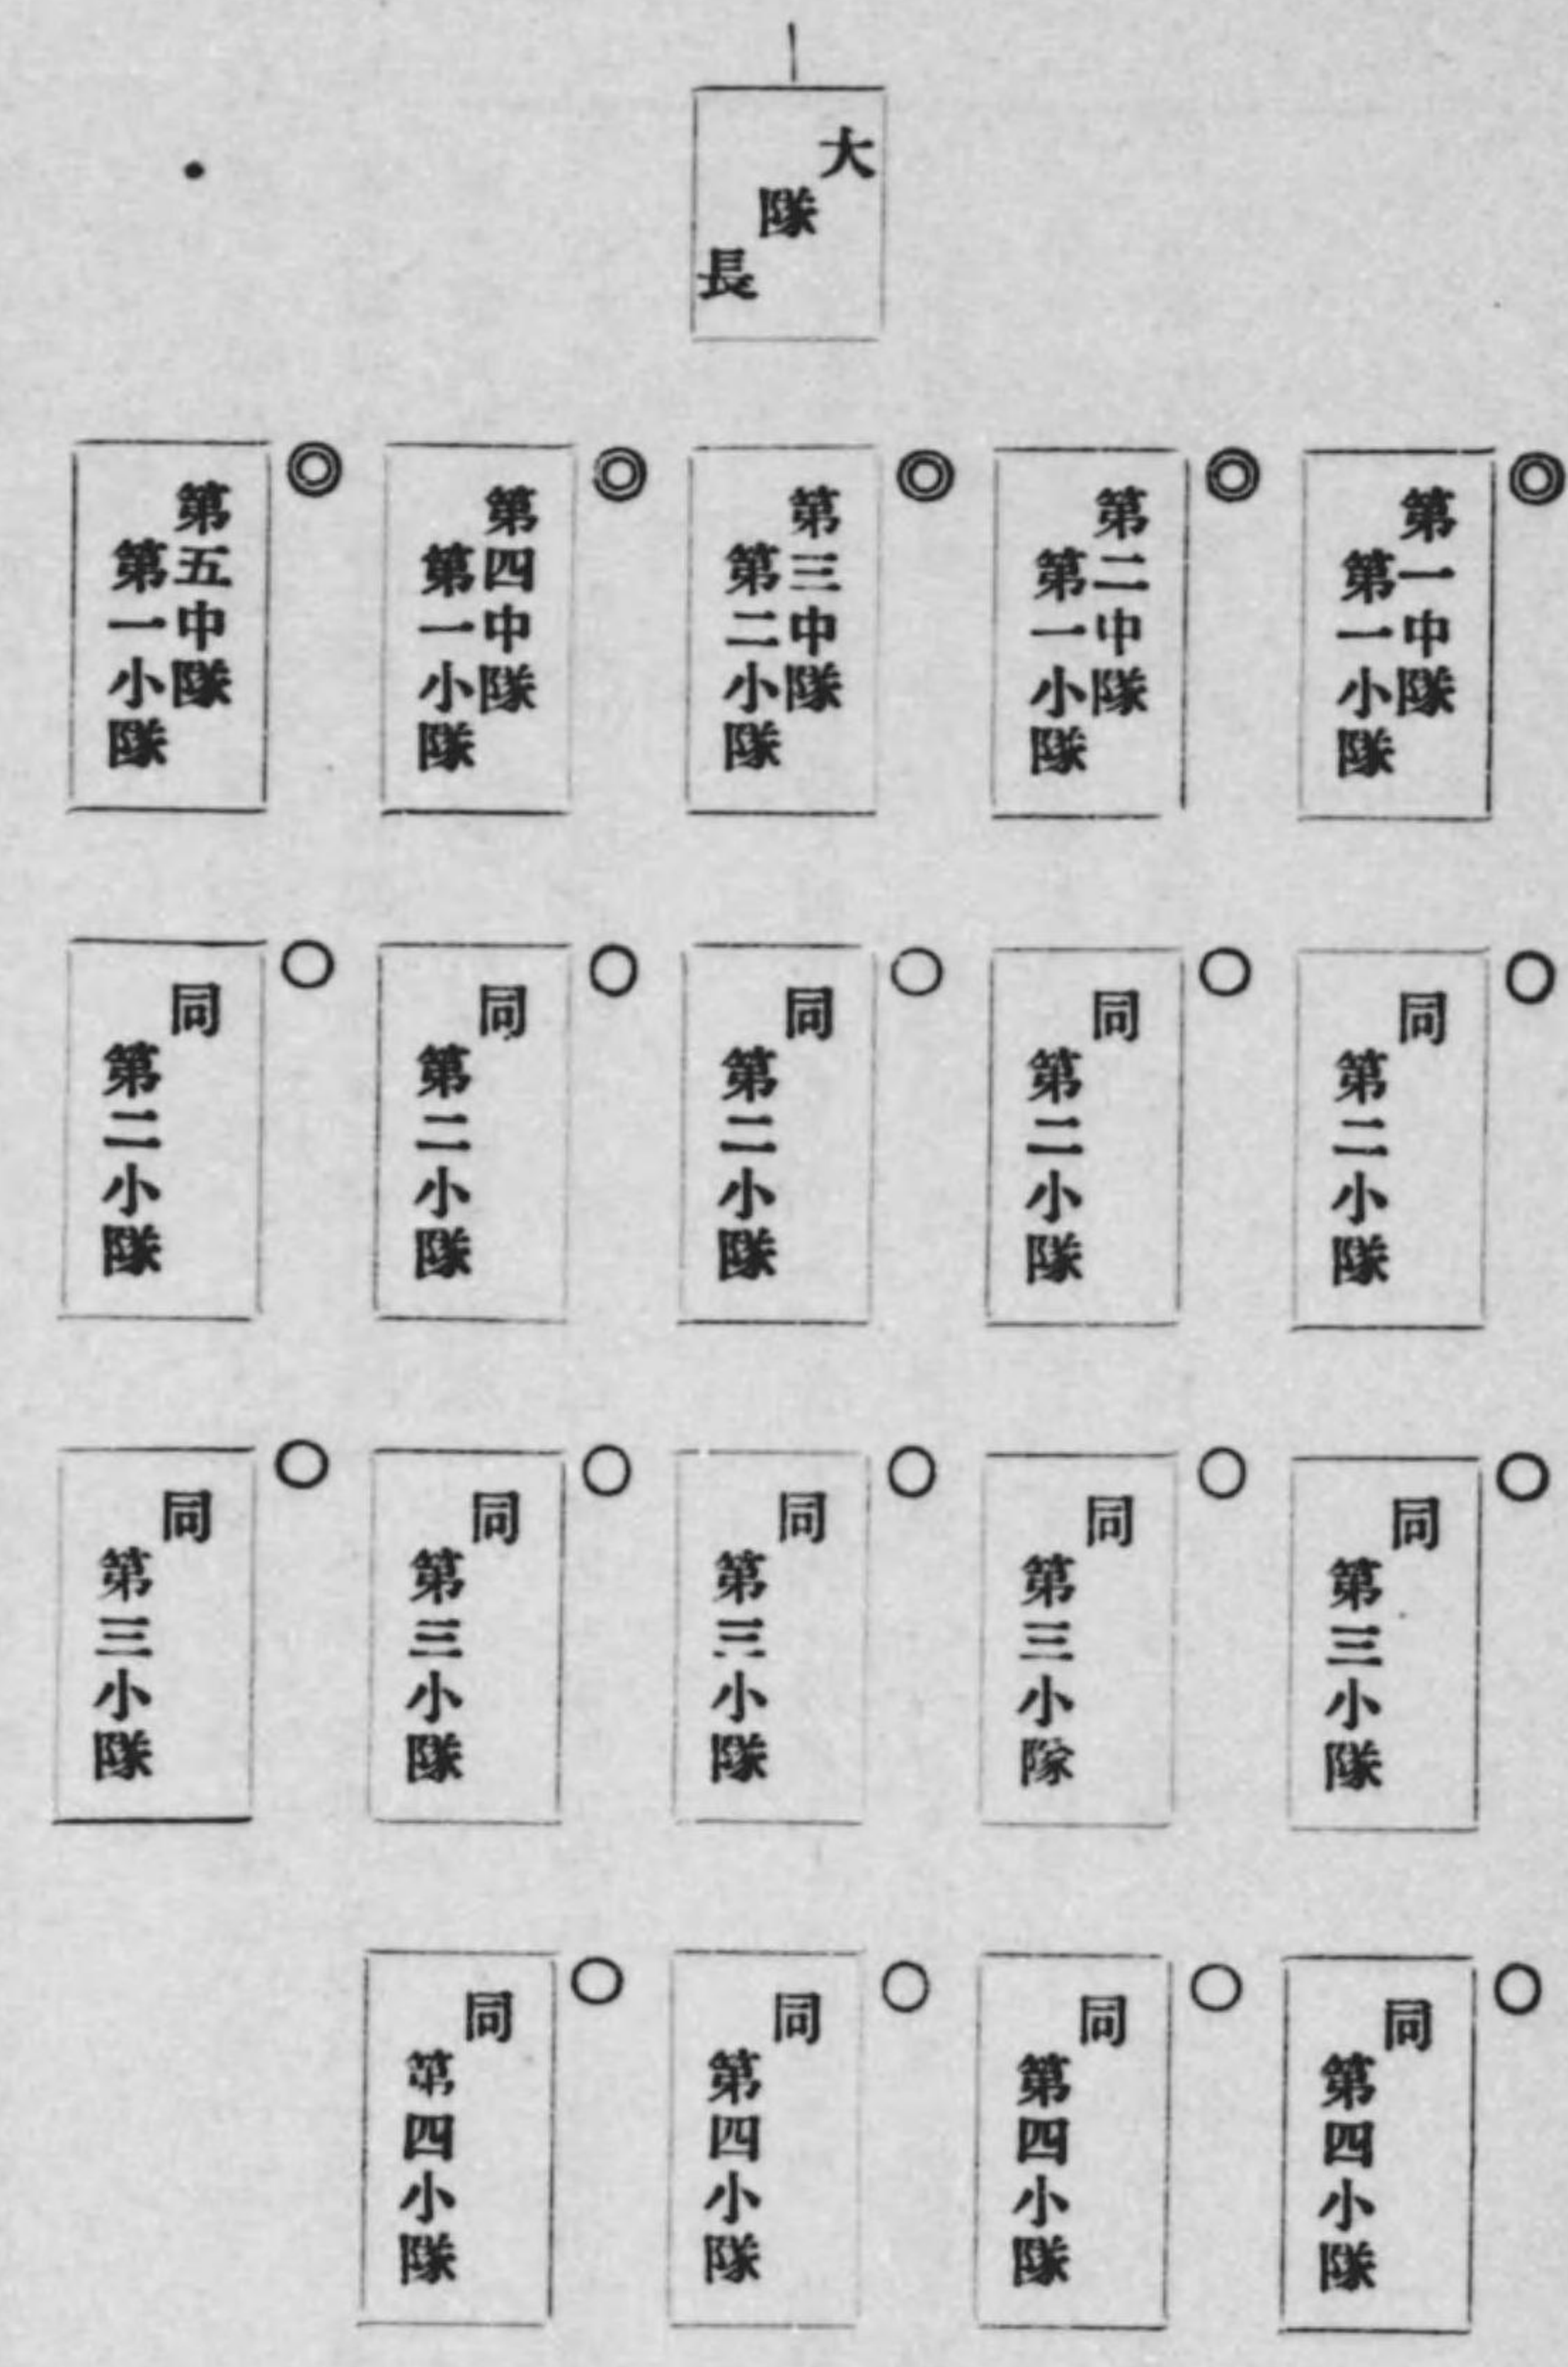 大隊長
第一中隊
第一小隊
第二中隊
第一小隊
第三中隊
第二小隊
第四中隊
第一小隊
第五中隊
第一小隊
同
第二小隊
同
第二小隊
同
第二小隊
同
第二小隊
同
第二小隊
同
第三小隊
同
第三小隊
同
第三小隊
同
第三小隊
同
第三小隊
同
第四小隊
同
第四小隊
同
第四小隊
同
第四小隊